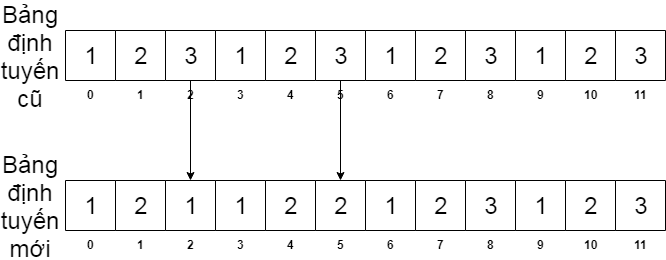 Bảng
định
tuyến
cũ
1 2 3 1 2 3 1 2 3 1 2 3
0 1 2 3 4 5 6 7 8 9 10 11
Bảng
định
tuyến
mới
1 2 1 1 2 2 1 2 3 1 2 3
0 1 2 3 4 5 6 7 8 9 10 11